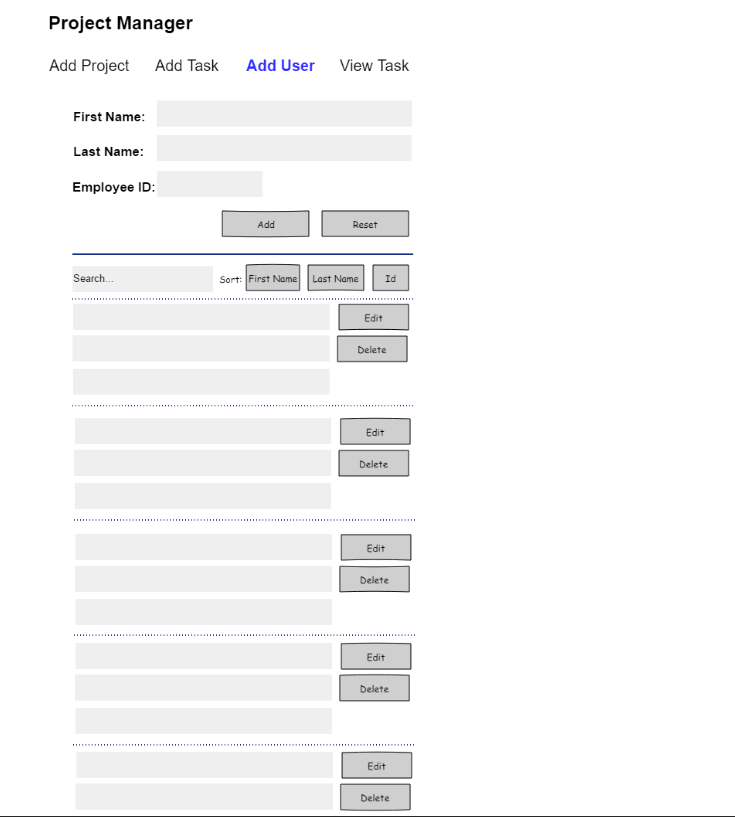 Project Manager
Add Project Add Task Add User View Task
First Name:
Last Name:
Employee ID:
Add Reset
Search... Sort: First Name Last Name Id
Edit
Delete
Edit
Delete
Edit
Delete
Edit
Delete
Edit
Delete